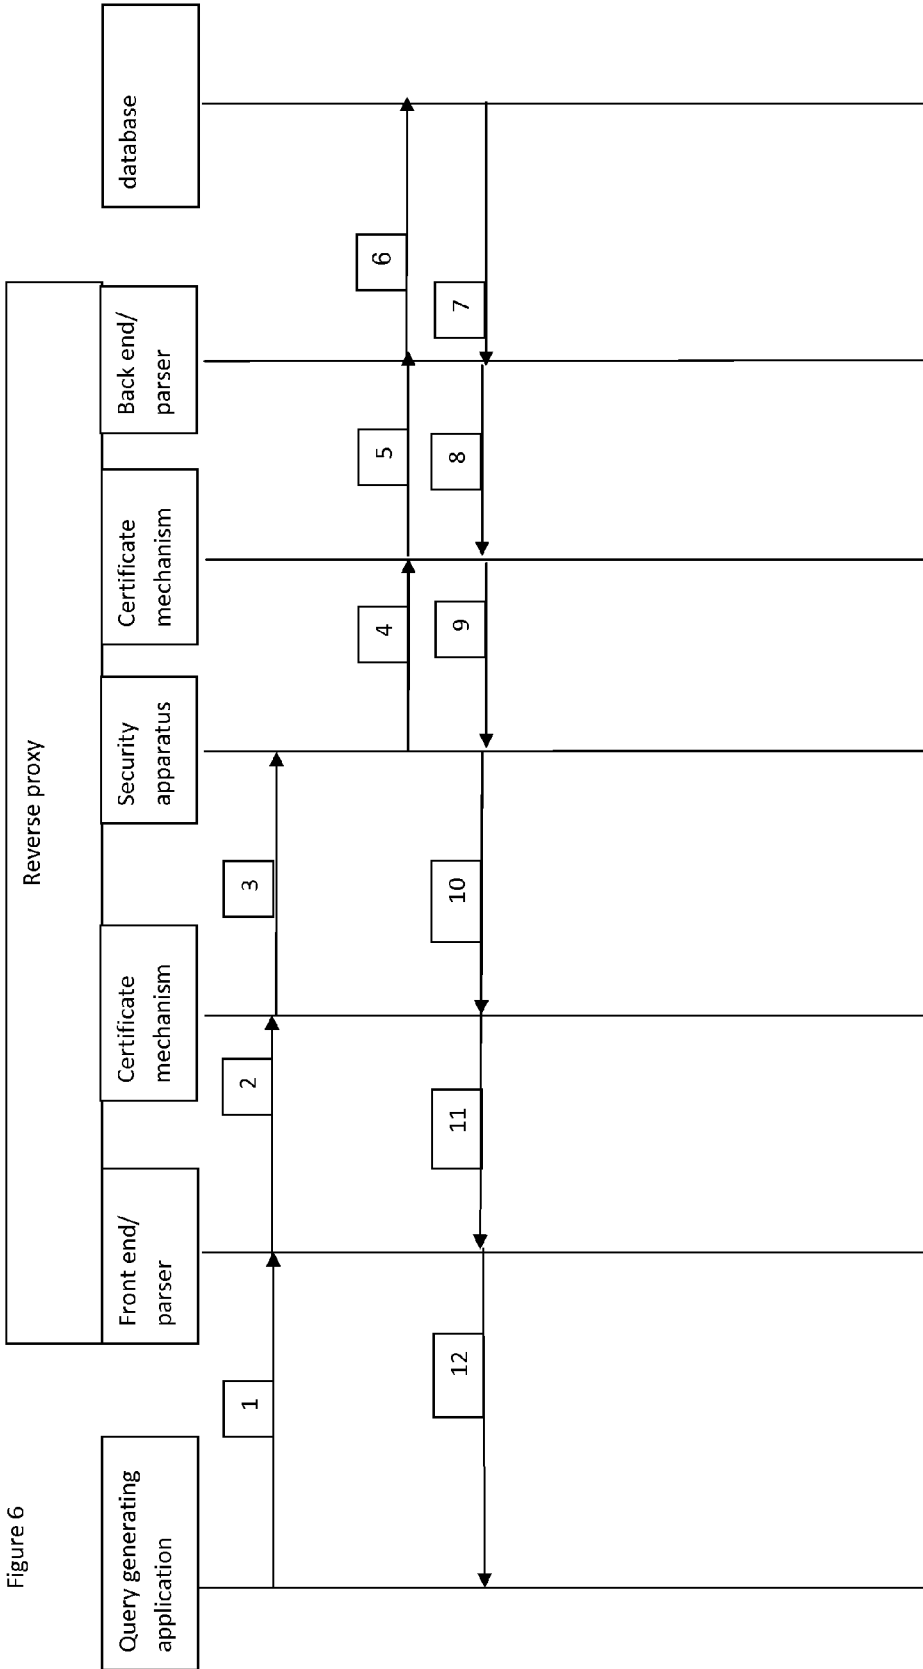 Figure 6
Reverse proxy
Query generating
application
Front end/
parser
Certificate
mechanism
Security
apparatus
Certificate
mechanism
Back end/
parser
database
1
2
3
4
5
6
7
8
9
10
11
12